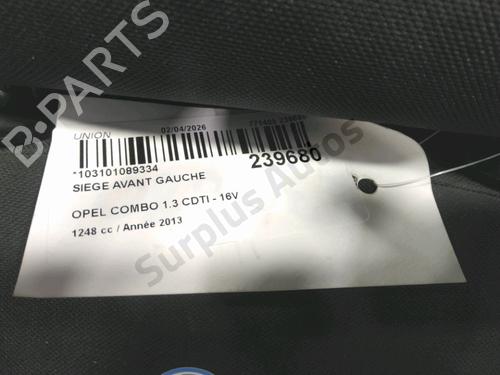 UNION
02/04/2026
*103101089334
239680
SIEGE AVANT GAUCHE
OPEL COMBO 1.3 CDTI - 16V
1248 cc / Année 2013
Surplus Autos